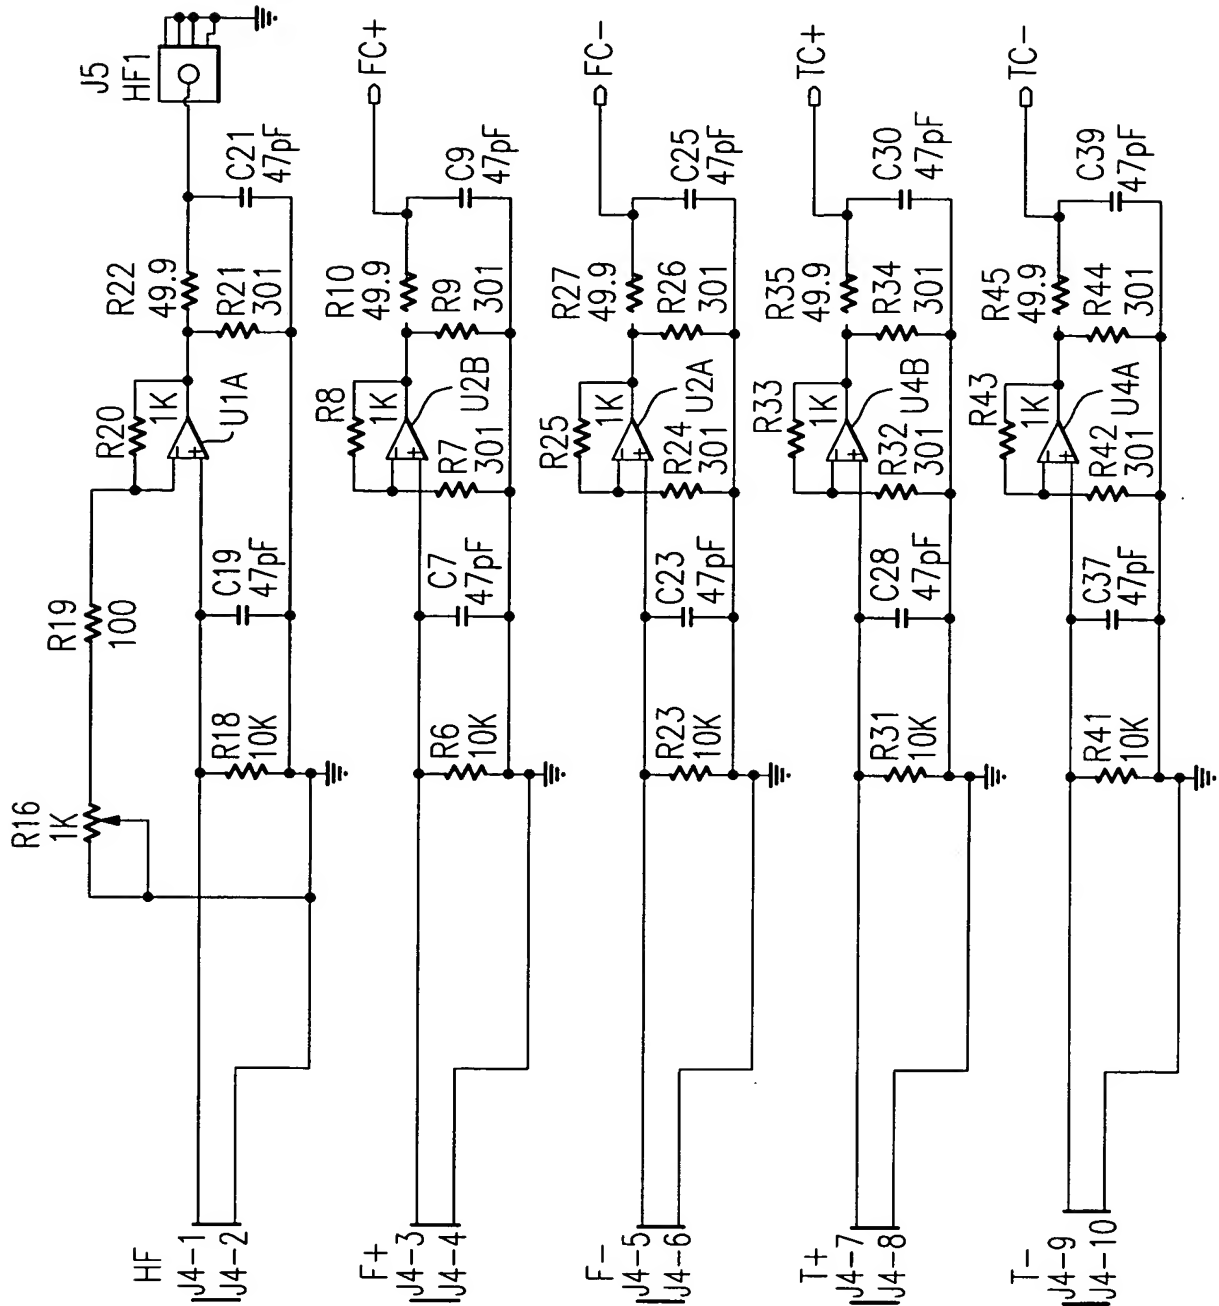 HF
J4-1
J4-2
R16
1K
R18
10K
R19
100
C19
47pF
R20
1K
U1A
-
+
R22
49.9
R21
301
C21
47pF
J5
HF1
F+
J4-3
J4-4
R6
10K
C7
47pF
R8
1K
U2B
-
+
R7
301
R10
49.9
R9
301
C9
47pF
FC+
F-
J4-5
J4-6
R23
10K
C23
47pF
R25
1K
U2A
-
+
R24
301
R27
49.9
R26
301
C25
47pF
FC-
T+
J4-7
J4-8
R31
10K
C28
47pF
R33
1K
U4B
-
+
R32
301
R35
49.9
R34
301
C30
47pF
TC+
T-
J4-9
J4-10
R41
10K
C37
47pF
R43
1K
U4A
-
+
R42
301
R45
49.9
R44
301
C39
47pF
TC-